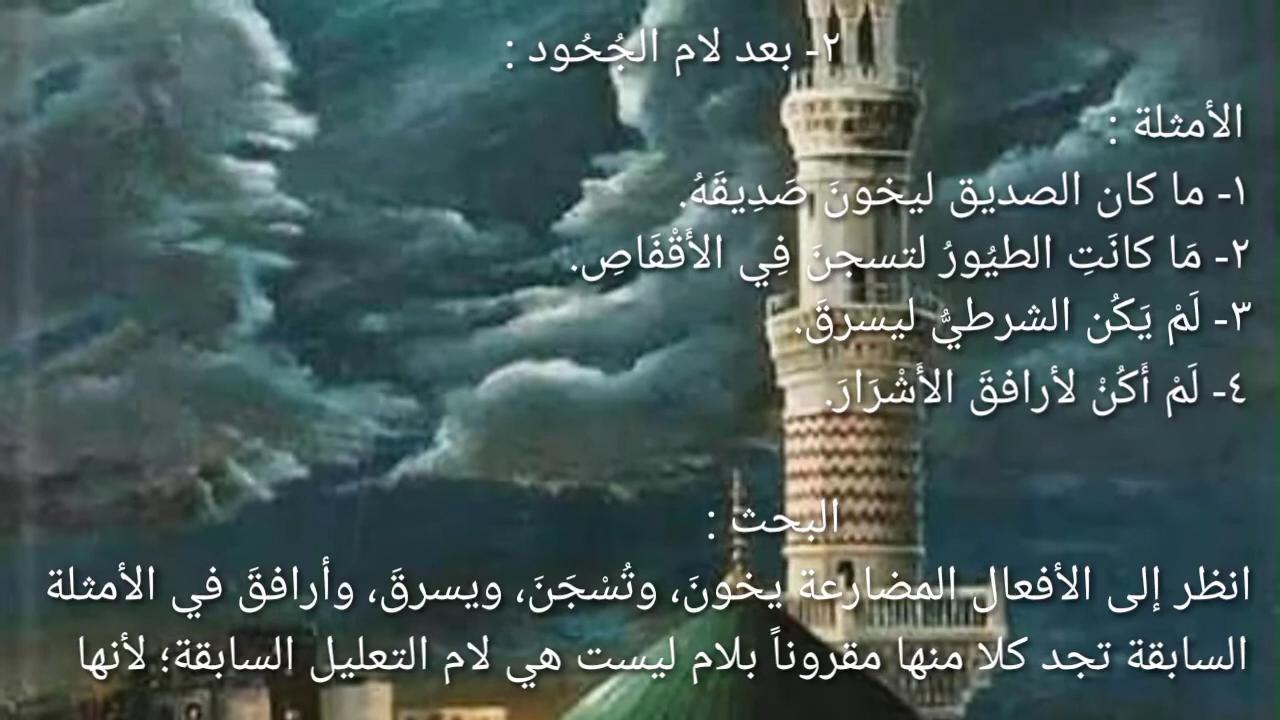 ٢- بعد لام الجُحُود :
الأمثلة :
١- ما كان الصديق ليخونَ صَدِيقَهُ.
٢- مَا كانَتِ الطيُورُ لتسجنَ فِي الأَقْفَاصِ.
٣- لَمْ يَكُن الشرطيُّ ليسرقَ.
٤- لَمْ أَكُنْ لأرافقَ الأَشْرَارَ.
البحث :
انظر إلى الأفعال المضارعة يخونَ، وتُسْجَنَ، ويسرقَ، وأرافقَ في الأمثلة
السابقة تجد كلا منها مقروناً بلام ليست هي لام التعليل السابقة؛ لأنها